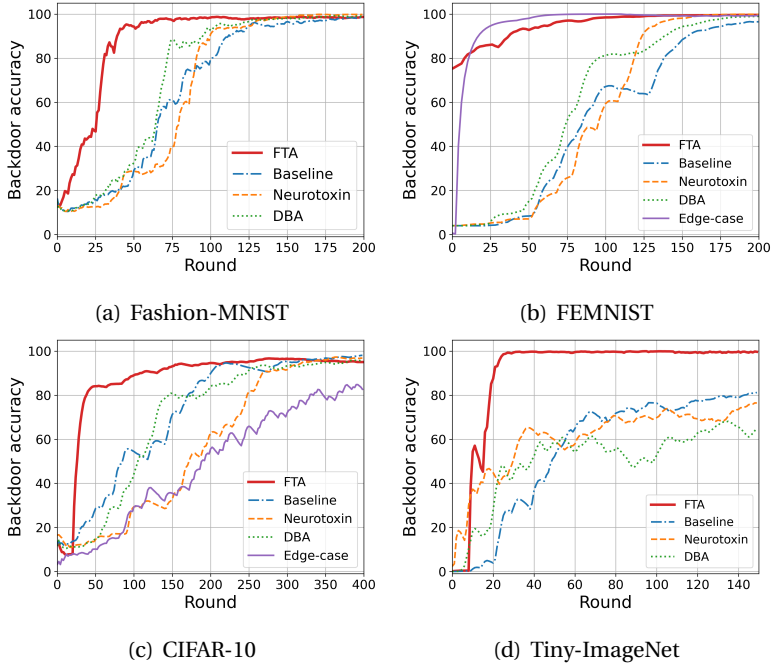 Backdoor accuracy
100
80
60
40
20
0
FTA
Baseline
Neurotoxin
DBA
0 25 50 75 100 125 150 175 200
Round
(a) Fashion-MNIST
Backdoor accuracy
100
80
60
40
20
0
FTA
Baseline
Neurotoxin
DBA
Edge-case
0 25 50 75 100 125 150 175 200
Round
(b) FEMNIST
Backdoor accuracy
100
80
60
40
20
0
FTA
Baseline
Neurotoxin
DBA
Edge-case
0 50 100 150 200 250 300 350 400
Round
(c) CIFAR-10
Backdoor accuracy
100
80
60
40
20
0
FTA
Baseline
Neurotoxin
DBA
0 20 40 60 80 100 120 140
Round
(d) Tiny-ImageNet